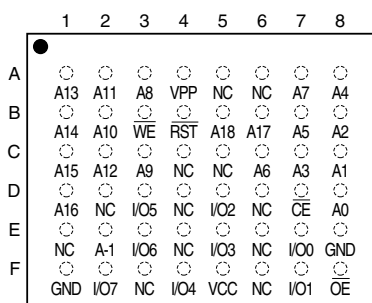 1 2 3 4 5 6 7 8
A
A13 A11 A8 VPP NC NC A7 A4
B
A14 A10 WE RST A18 A17 A5 A2
C
A15 A12 A9 NC NC A6 A3 A1
D
A16 NC I/O5 NC I/O2 NC CE A0
E
NC A-1 I/O6 NC I/O3 NC I/O0 GND
F
GND I/O7 NC I/O4 VCC NC I/O1 OE